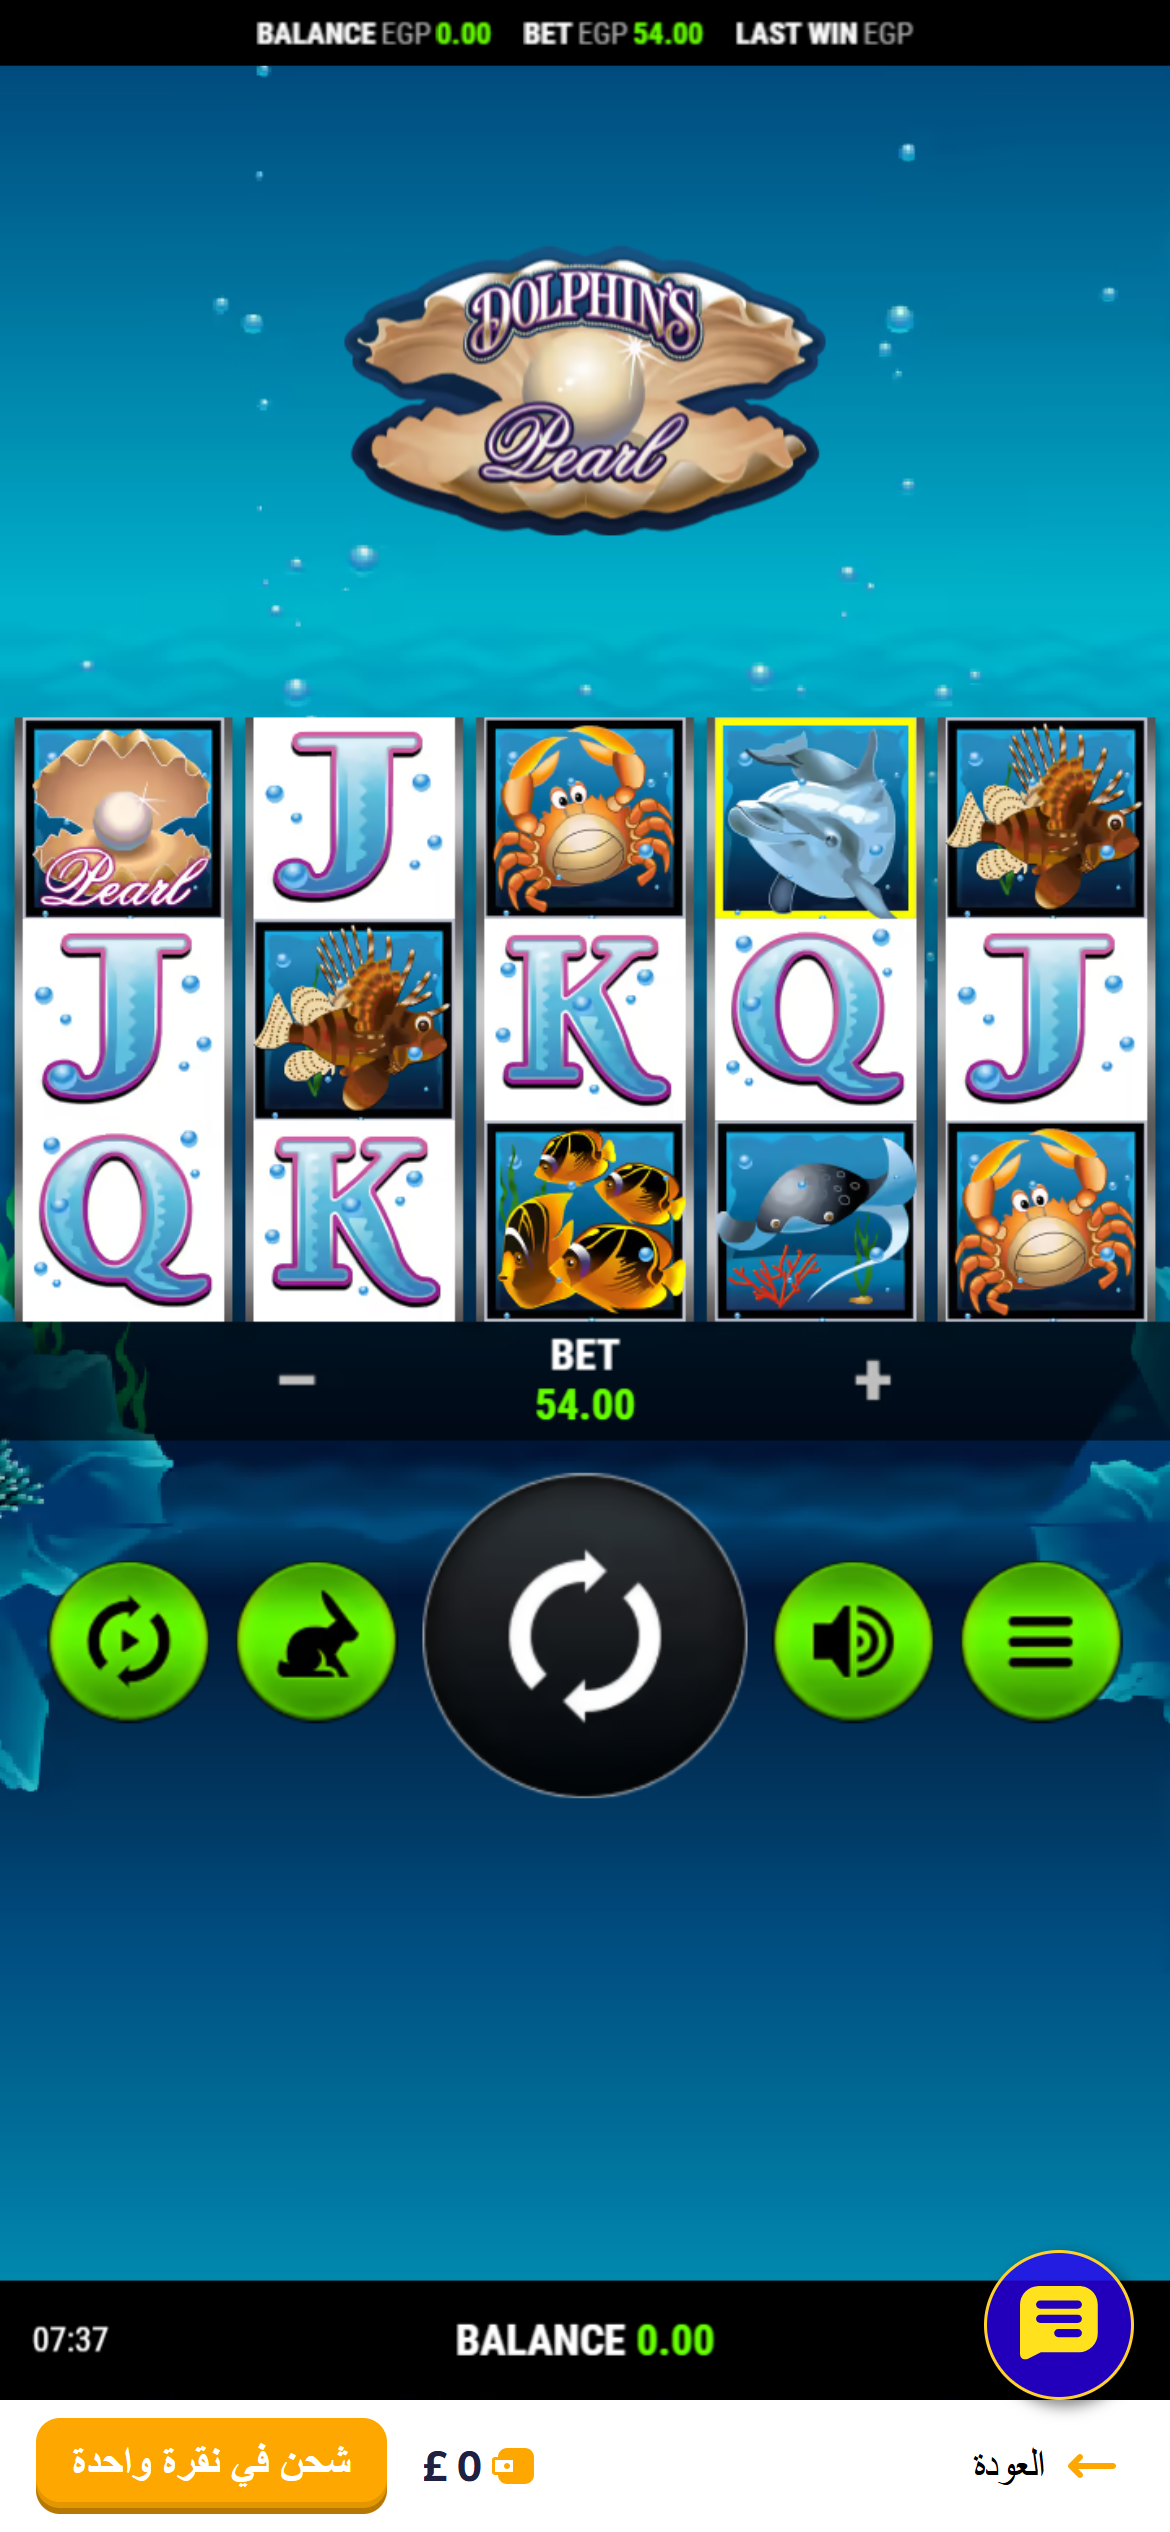 BALANCE EGP 0.00 BET EGP 54.00 LAST WIN EGP
DOLPHIN'S
Pearl
J
Pearl
J
K
Q
J
Q
K
BET
54.00
07:37
BALANCE 0.00
العودة
£ 0
شحن في نقرة واحدة